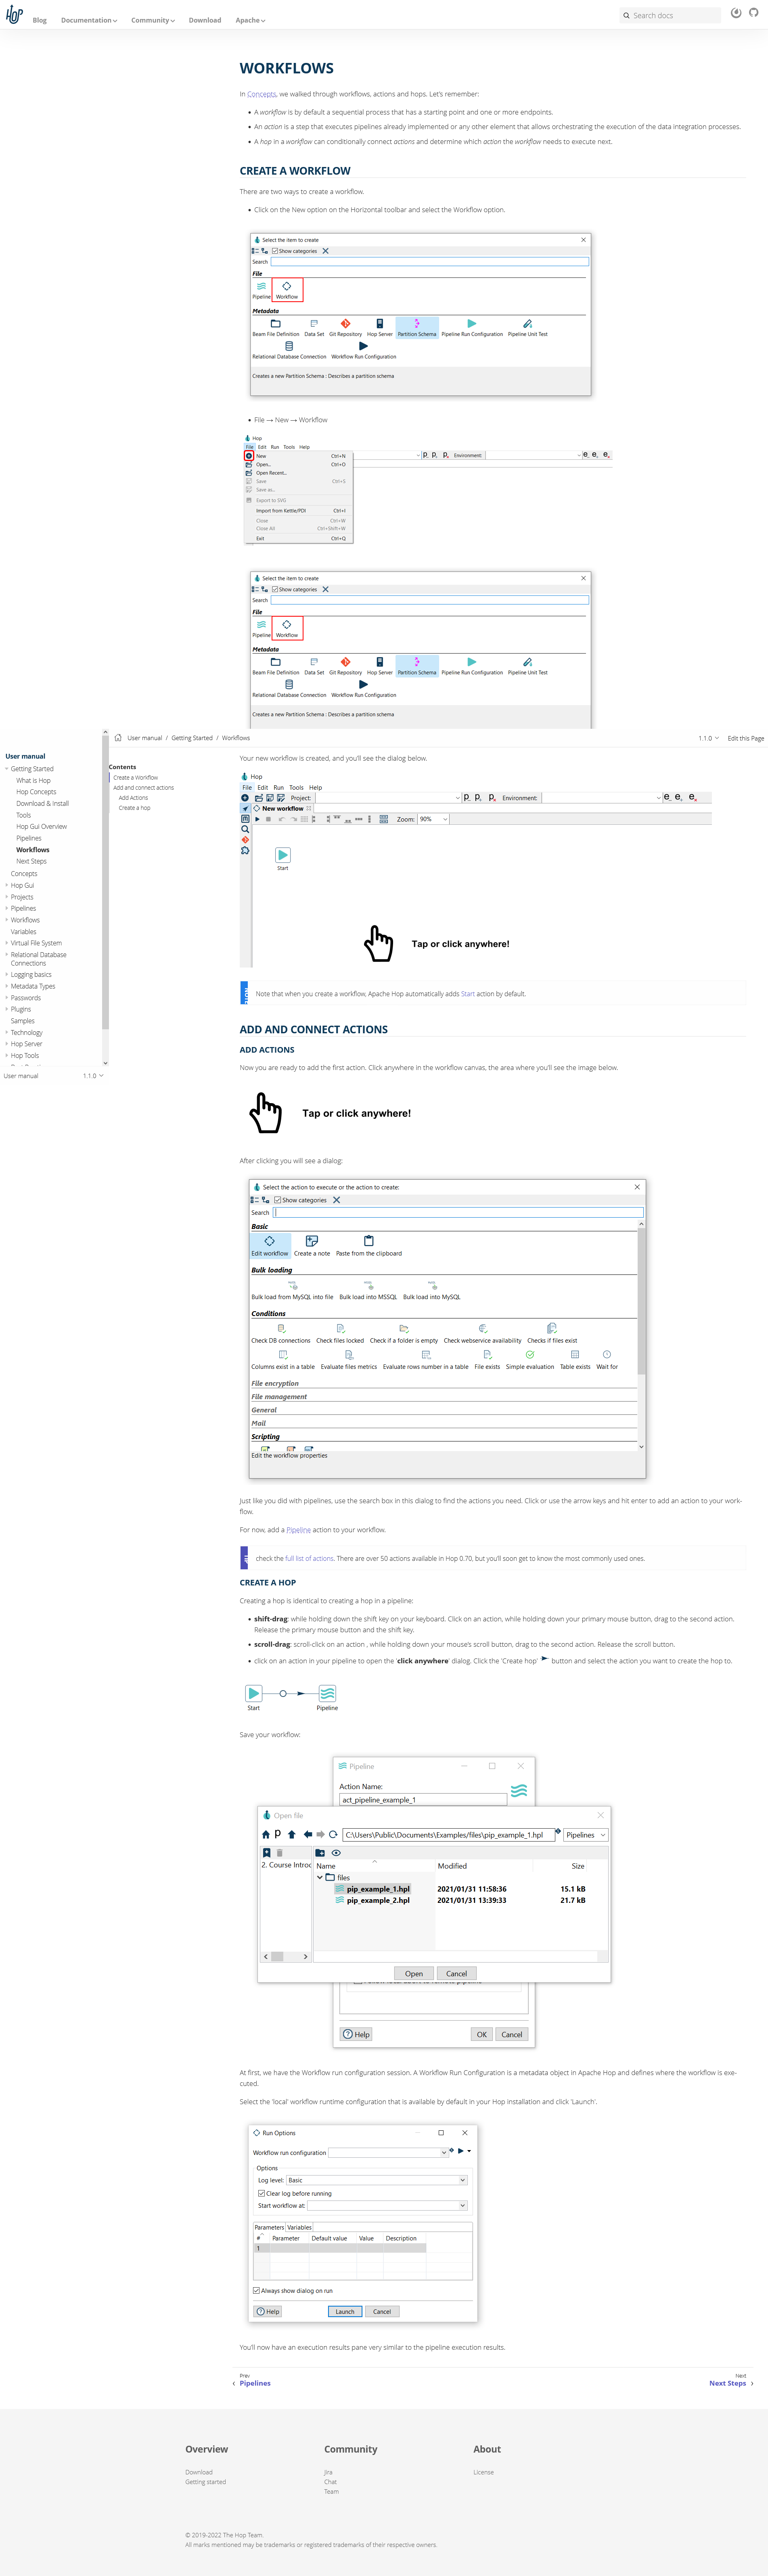 HOP
Blog
Documentation
Community
Download
Apache
Search docs
WORKFLOWS
In Concepts, we walked through workflows, actions and hops. Let's remember:
A workflow is by default a sequential process that has a starting point and one or more endpoints.
An action is a step that executes pipelines already implemented or any other element that allows orchestrating the execution of the data integration processes.
A hop in a workflow can conditionally connect actions and determine which action the workflow needs to execute next.
CREATE A WORKFLOW
There are two ways to create a workflow.
Click on the New option on the Horizontal toolbar and select the Workflow option.
Select the item to create
Show categories
Search
File
Pipeline Workflow
Metadata
Beam File Definition Data Set Git Repository Hop Server Partition Schema Pipeline Run Configuration Pipeline Unit Test
Relational Database Connection Workflow Run Configuration
Creates a new Partition Schema : Describes a partition schema
File → New → Workflow
Hop
File Edit Run Tools Help
New Ctrl+N
Environment:
Open... Ctrl+O
Open Recent...
Save Ctrl+S
Save as...
Export to SVG
Import from Kettle/PDI Ctrl+I
Close Ctrl+W
Close All Ctrl+Shift+W
Exit Ctrl+Q
Select the item to create
Show categories
Search
File
Pipeline Workflow
Metadata
Beam File Definition Data Set Git Repository Hop Server Partition Schema Pipeline Run Configuration Pipeline Unit Test
Relational Database Connection Workflow Run Configuration
Creates a new Partition Schema : Describes a partition schema
User manual / Getting Started / Workflows
1.1.0
Edit this Page
User manual
Getting Started
What is Hop
Hop Concepts
Download & Install
Tools
Hop Gui Overview
Pipelines
Workflows
Next Steps
Concepts
Hop Gui
Projects
Pipelines
Workflows
Variables
Virtual File System
Relational Database
Connections
Logging basics
Metadata Types
Passwords
Plugins
Samples
Technology
Hop Server
Hop Tools
User manual 1.1.0
Contents
Create a Workflow
Add and connect actions
Add Actions
Create a hop
Your new workflow is created, and you'll see the dialog below.
Hop
File Edit Run Tools Help
Project:
Environment:
New workflow
Zoom: 90%
Start
Tap or click anywhere!
Note that when you create a workflow, Apache Hop automatically adds Start action by default.
ADD AND CONNECT ACTIONS
ADD ACTIONS
Now you are ready to add the first action. Click anywhere in the workflow canvas, the area where you'll see the image below.
Tap or click anywhere!
After clicking you will see a dialog:
Select the action to execute or the action to create:
Show categories
Search
Basic
Edit workflow Create a note Paste from the clipboard
Bulk loading
Bulk load from MySQL into file Bulk load into MSSQL Bulk load into MySQL
Conditions
Check DB connections Check files locked Check if a folder is empty Check webservice availability Checks if files exist
Columns exist in a table Evaluate files metrics Evaluate rows number in a table File exists Simple evaluation Table exists Wait for
File encryption
File management
General
Mail
Scripting
Edit the workflow properties
Just like you did with pipelines, use the search box in this dialog to find the actions you need. Click or use the arrow keys and hit enter to add an action to your work-
flow.
For now, add a Pipeline action to your workflow.
check the full list of actions. There are over 50 actions available in Hop 0.70, but you'll soon get to know the most commonly used ones.
CREATE A HOP
Creating a hop is identical to creating a hop in a pipeline:
shift-drag: while holding down the shift key on your keyboard. Click on an action, while holding down your primary mouse button, drag to the second action.
Release the primary mouse button and the shift key.
scroll-drag: scroll-click on an action , while holding down your mouse's scroll button, drag to the second action. Release the scroll button.
click on an action in your pipeline to open the 'click anywhere' dialog. Click the 'Create hop' button and select the action you want to create the hop to.
Start
Pipeline
Save your workflow:
Pipeline
Action Name:
act_pipeline_example_1
Open file
C:\Users\Public\Documents\Examples\files\pip_example_1.hpl
Pipelines
2. Course Introc
Name Modified Size
files
pip_example_1.hpl 2021/01/31 11:58:36 15.1 kB
pip_example_2.hpl 2021/01/31 13:39:33 21.7 kB
Open Cancel
Help OK Cancel
At first, we have the Workflow run configuration session. A Workflow Run Configuration is a metadata object in Apache Hop and defines where the workflow is exe-
cuted.
Select the 'local' workflow runtime configuration that is available by default in your Hop installation and click 'Launch'.
Run Options
Workflow run configuration
Options
Log level: Basic
Clear log before running
Start workflow at:
Parameters Variables
# Parameter Default value Value Description
1
Always show dialog on run
Help Launch Cancel
You'll now have an execution results pane very similar to the pipeline execution results.
Prev
Pipelines
Next
Next Steps
Overview
Download
Getting started
Community
Jira
Chat
Team
About
License
© 2019-2022 The Hop Team.
All marks mentioned may be trademarks or registered trademarks of their respective owners.